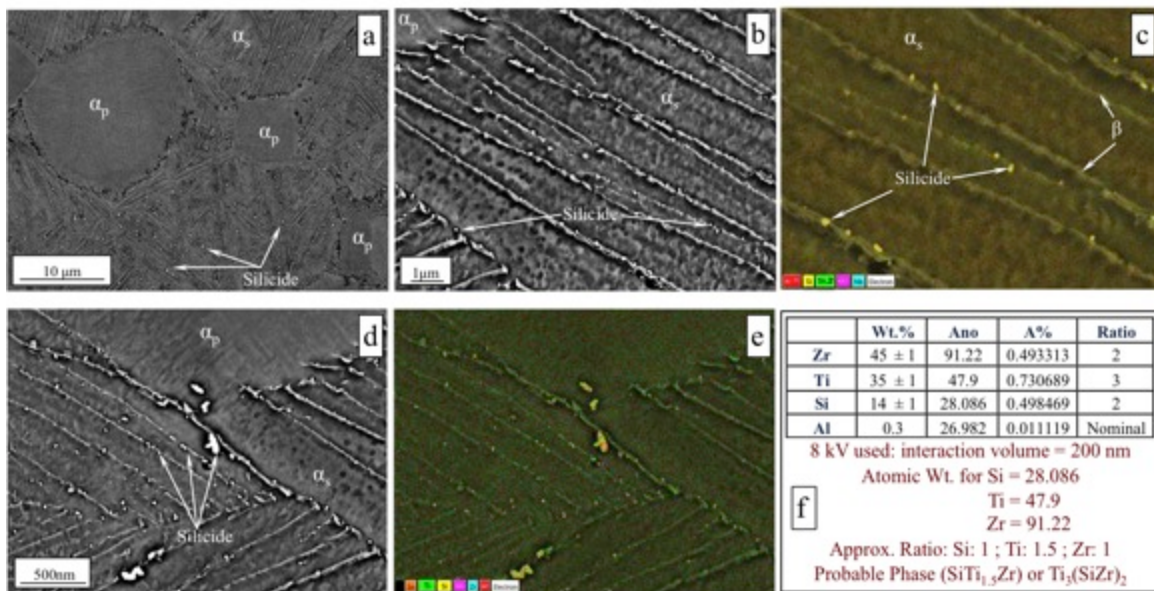 a
αs
αp
αp
αp
Silicide
10 μm
b
αp
αs
Silicide
1μm
c
αs
β
Silicide
Electron
d
αp
αs
Silicide
500nm
e
Electron
Wt.% Ano A% Ratio
Zr 45 ± 1 91.22 0.493313 2
Ti 35 ± 1 47.9 0.730689 3
Si 14 ± 1 28.086 0.498469 2
Al 0.3 26.982 0.011119 Nominal
8 kV used: interaction volume = 200 nm
Atomic Wt. for Si = 28.086
Ti = 47.9
Zr = 91.22
f
Approx. Ratio: Si: 1 ; Ti: 1.5 ; Zr: 1
Probable Phase (SiTi1.5Zr) or Ti3(SiZr)2